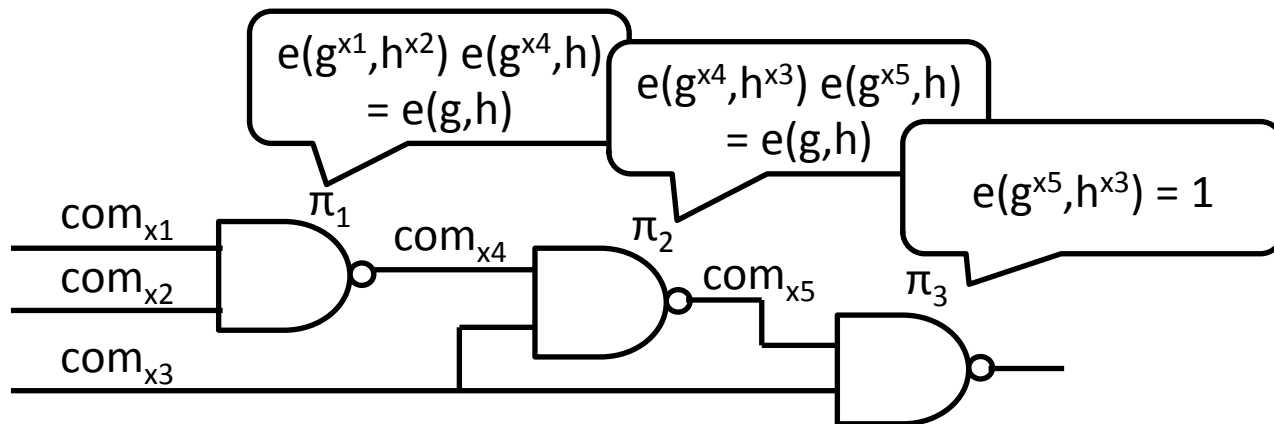 e(g^x1,h^x2) e(g^x4,h)
= e(g,h)
e(g^x4,h^x3) e(g^x5,h)
= e(g,h)
e(g^x5,h^x3) = 1
π₁
π₂
π₃
com_x1
com_x2
com_x3
com_x4
com_x5